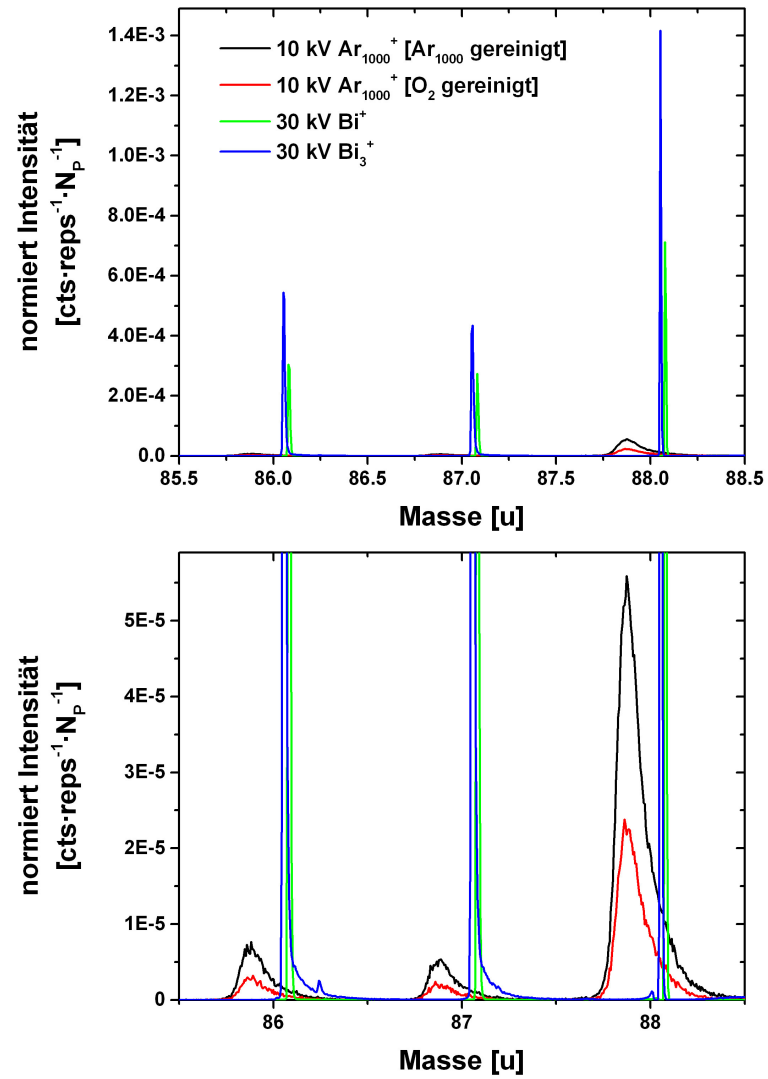 1.4E-3
1.2E-3
1.0E-3
8.0E-4
6.0E-4
4.0E-4
2.0E-4
0.0
normiert Intensität
[cts·reps⁻¹·N_P⁻¹]
10 kV Ar₁₀₀₀⁺ [Ar₁₀₀₀ gereinigt]
10 kV Ar₁₀₀₀⁺ [O₂ gereinigt]
30 kV Bi⁺
30 kV Bi₃⁺
85.5 86.0 86.5 87.0 87.5 88.0 88.5
Masse [u]
5E-5
4E-5
3E-5
2E-5
1E-5
0
normiert Intensität
[cts·reps⁻¹·N_P⁻¹]
86 87 88
Masse [u]